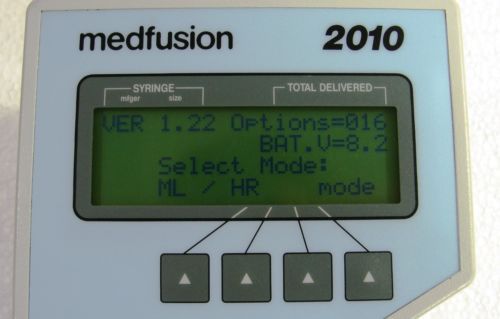 medfusion 2010
SYRINGE TOTAL DELIVERED
mfger size
VER 1.22 Options=016
BAT.V=8.2
Select Mode:
ML / HR mode